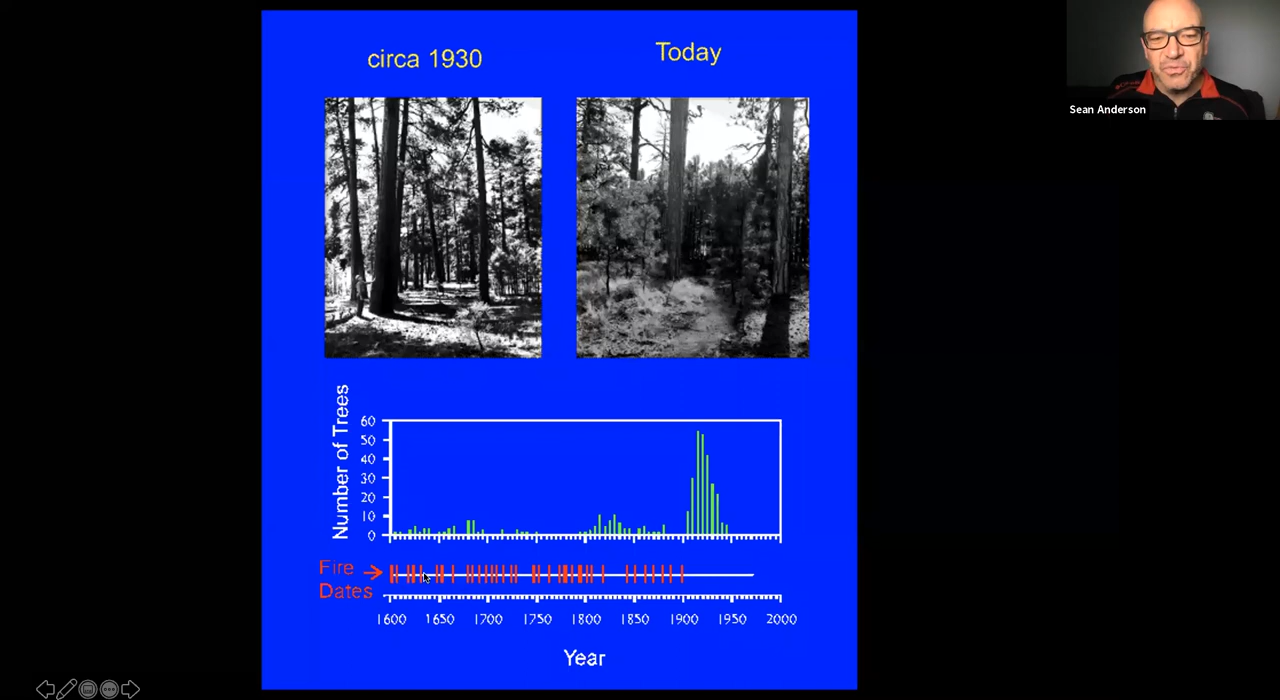 circa 1930
Today
Sean Anderson
Number of Trees
60
50
40
30
20
10
0
Fire
Dates
1600 1650 1700 1750 1800 1850 1900 1950 2000
Year